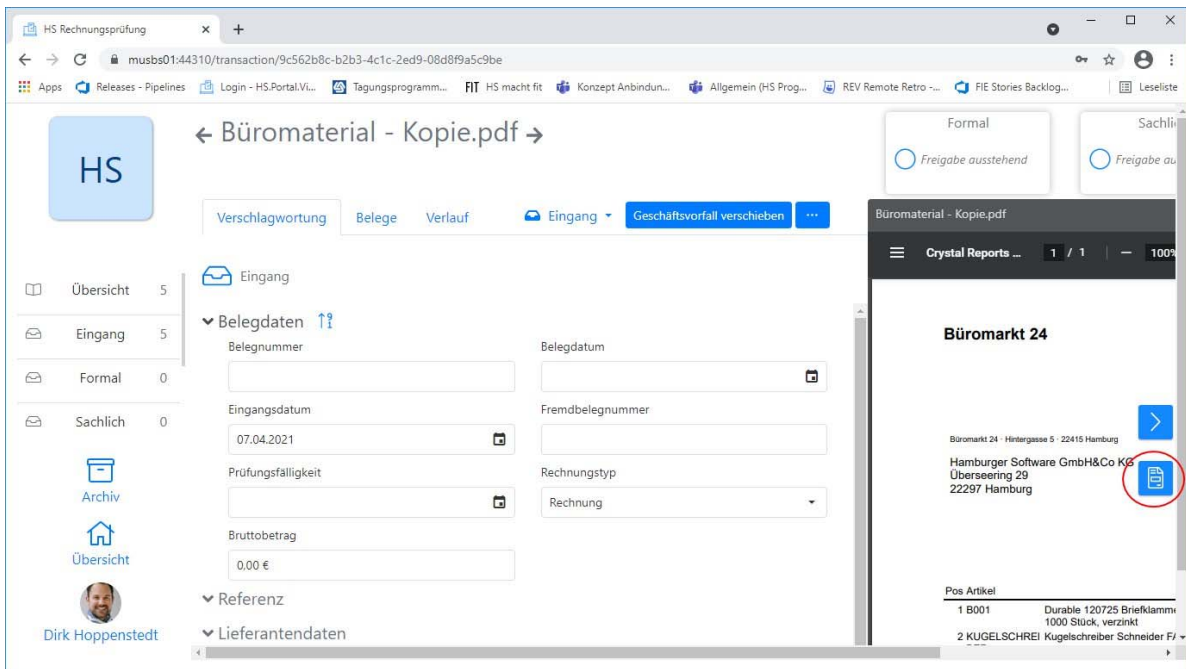 HS Rechnungsprüfung
musbs01:44310/transaction/9c562b8c-b2b3-4c1c-2ed9-08d8f9a5c9be
Apps Releases - Pipelines Login - HS.Portal.Vi... Tagungsprogramm... FIT HS macht fit Konzept Anbindun... Allgemein (HS Prog... REV Remote Retro -... FIE Stories Backlog... Leseliste
HS
Büromaterial - Kopie.pdf
Formal
Freigabe ausstehend
Sachli
Freigabe au
Verschlagwortung Belege Verlauf Eingang Geschäftsvorfall verschieben ...
Übersicht 5
Eingang 5
Formal 0
Sachlich 0
Archiv
Übersicht
Dirk Hoppenstedt
Eingang
Belegdaten
Belegnummer Belegdatum
Eingangsdatum Fremdbelegnummer
07.04.2021
Prüfungsfälligkeit Rechnungstyp
Rechnung
Bruttobetrag
0,00 €
Referenz
Lieferantendaten
Büromaterial - Kopie.pdf
Crystal Reports ... 1 / 1 100%
Büromarkt 24
Büromarkt 24 · Hintergasse 5 · 22415 Hamburg
Hamburger Software GmbH&Co KG
Überseering 29
22297 Hamburg
Pos Artikel
1 B001 Durable 120725 Briefklamme
1000 Stück, verzinkt
2 KUGELSCHREI Kugelschreiber Schneider